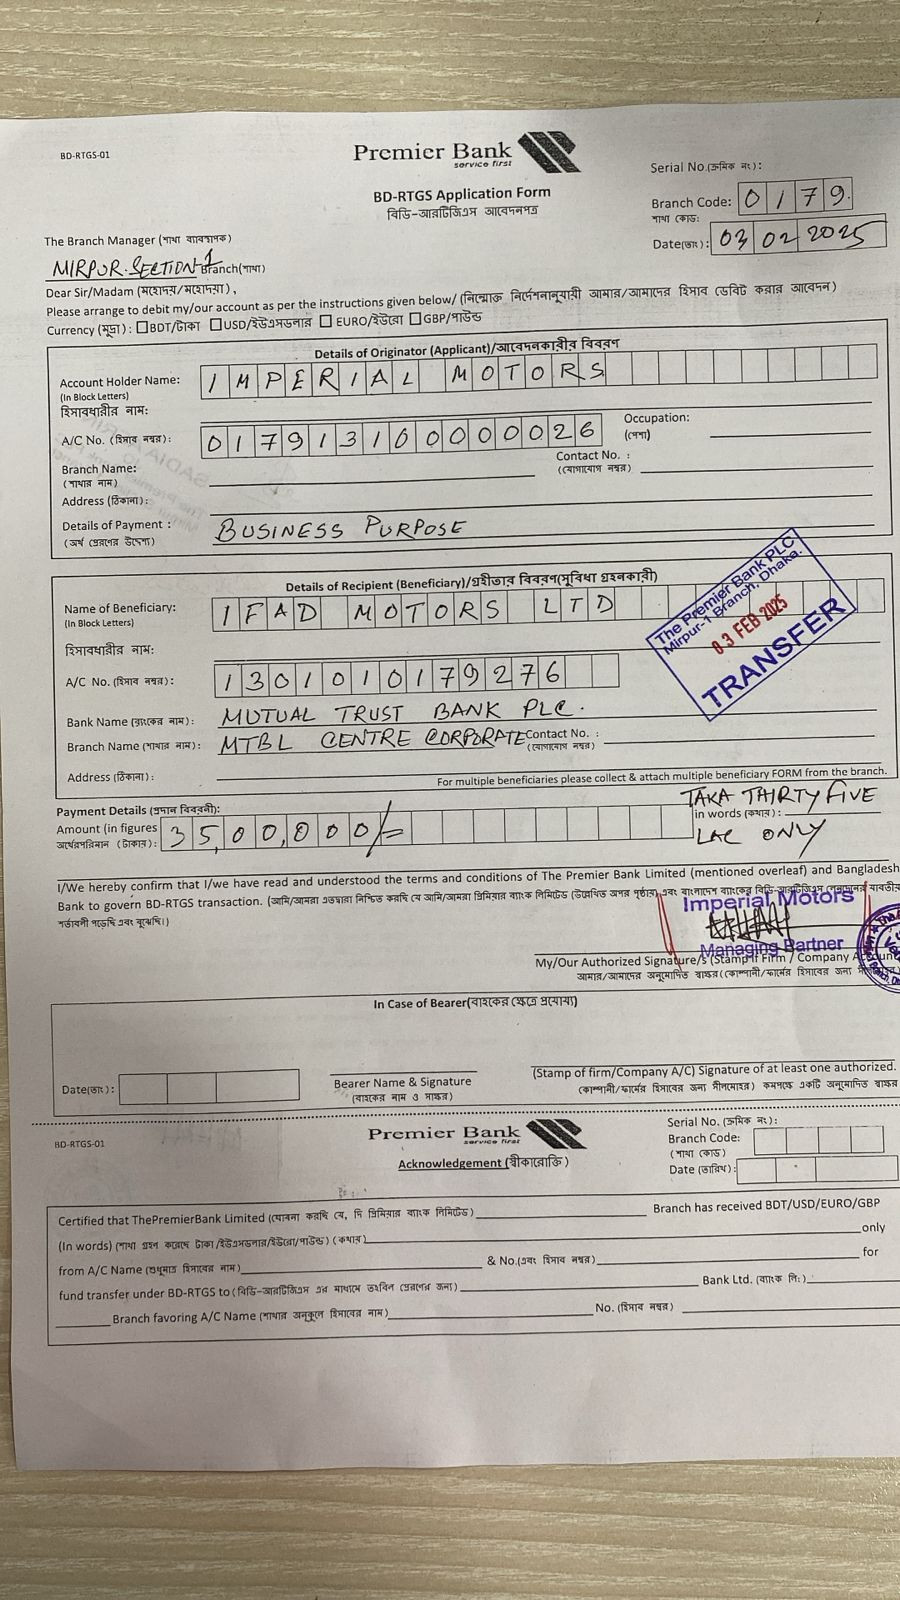 BD-RTGS-01
Premier Bank
service first
BD-RTGS Application Form
বিডি-আরটিজিএস আবেদনপত্র
Serial No.(ক্রমিক নং):
Branch Code: 0179.
শাখা কোড:
Date(তাং): 03 02 2025
The Branch Manager (শাখা ব্যবস্থাপক)
MIRPUR.SECTION-1 Branch(শাখা)
Dear Sir/Madam (মহোদয়/মহোদয়া),
Please arrange to debit my/our account as per the instructions given below/ (নিম্মোক্ত নির্দেশনানুযায়ী আমার/আমাদের হিসাব ডেবিট করার আবেদন)
Currency (মুদ্রা): BDT/টাকা USD/ইউএসডলার EURO/ইউরো GBP/পাউন্ড
Details of Originator (Applicant)/আবেদনকারীর বিবরণ
Account Holder Name: IMPERIAL MOTORS
(In Block Letters)
হিসাবধারীর নাম:
A/C No. (হিসাব নম্বর): 017913100000026
Occupation:
(পেশা)
Branch Name:
(শাখার নাম)
Contact No. :
(যোগাযোগ নম্বর)
Address (ঠিকানা):
Details of Payment : BUSINESS PURPOSE
(অর্থ প্রেরণের উদ্দেশ্য)
Details of Recipient (Beneficiary)/গ্রহীতার বিবরণ(সুবিধা গ্রহনকারী)
Name of Beneficiary: IFAD MOTORS LTD
(In Block Letters)
The Premier Bank PLC
Mirpur-1 Branch, Dhaka.
03 FEB 2025
TRANSFER
হিসাবধারীর নাম:
A/C No. (হিসাব নম্বর): 1301010179276
Bank Name (ব্যাংকের নাম): MUTUAL TRUST BANK PLC.
Branch Name (শাখার নাম): MTBL CENTRE CORPORATE Contact No. :
(যোগাযোগ নম্বর)
Address (ঠিকানা):
For multiple beneficiaries please collect & attach multiple beneficiary FORM from the branch.
Payment Details (প্রদান বিবরনী):
Amount (in figures 35,00,000/=
অর্থেরপরিমান (টাকায়):
TAKA THIRTY FIVE
in words (কথায়):
LAC ONLY
I/We hereby confirm that I/we have read and understood the terms and conditions of The Premier Bank Limited (mentioned overleaf) and Bangladesh
Bank to govern BD-RTGS transaction.
শর্তাবলী পড়েছি এবং বুঝেছি।)
Imperial Motors
Managing Partner
My/Our Authorized Signature/s (Stamp if Firm / Company Account
আমার/আমাদের অনুমোদিত স্বাক্ষর((কোম্পানী/ফার্মের হিসাবের জন্য
In Case of Bearer(বাহকের ক্ষেত্রে প্রযোজ্য)
Date(তাং):
Bearer Name & Signature
(বাহকের নাম ও স্বাক্ষর)
(Stamp of firm/Company A/C) Signature of at least one authorized.
(কোম্পানী/ফার্মের হিসাবের জন্য সীলমোহর) কমপক্ষে একটি অনুমোদিত স্বাক্ষর
BD-RTGS-01
Premier Bank
service first
Acknowledgement (স্বীকারোক্তি)
Serial No. (ক্রমিক নং):
Branch Code:
(শাখা কোড)
Date (তারিখ):
Certified that ThePremierBank Limited (ঘোষনা করছি যে, দি প্রিমিয়ার ব্যাংক লিমিটেড) Branch has received BDT/USD/EURO/GBP
(In words) (শাখা গ্রহণ করেছে টাকা/ইউএসডলার/ইউরো/পাউন্ড) (কথায়) only
from A/C Name (শুধুমাত্র হিসাবের নাম) & No.(এবং হিসাব নম্বর) for
fund transfer under BD-RTGS to(বিডি-আরটিজিএস এর মাধ্যমে তহবিল প্রেরণের জন্য) Bank Ltd. (ব্যাংক লি:)
Branch favoring A/C Name (শাখার অনুকূলে হিসাবের নাম) No. (হিসাব নম্বর)